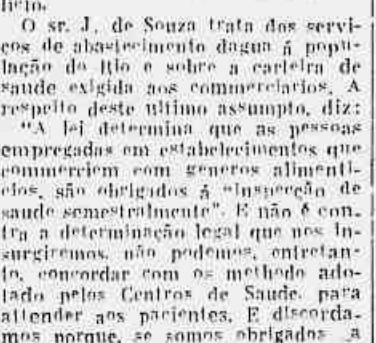 O sr. J. de Souza trata dos servi-
ços de abastecimento dagua á popu-
lação do Rio e sobre a carteira de
saude exigida aos commerciarios. A
respeito deste ultimo assumpto, diz:
"A lei determina que as pessoas
empregadas em estabelecimentos que
commerciem com generos alimenti-
cios, são obrigados á "Inspecção de
saude semestralmente". E não é con-
tra a determinação legal que nos in-
surgiremos, não podemos, entretan-
to, concordar com os methodo ado-
tado pelos Centros de Saude, para
attender aos pacientes. E discorda-
mos porque, se somos obrigados a